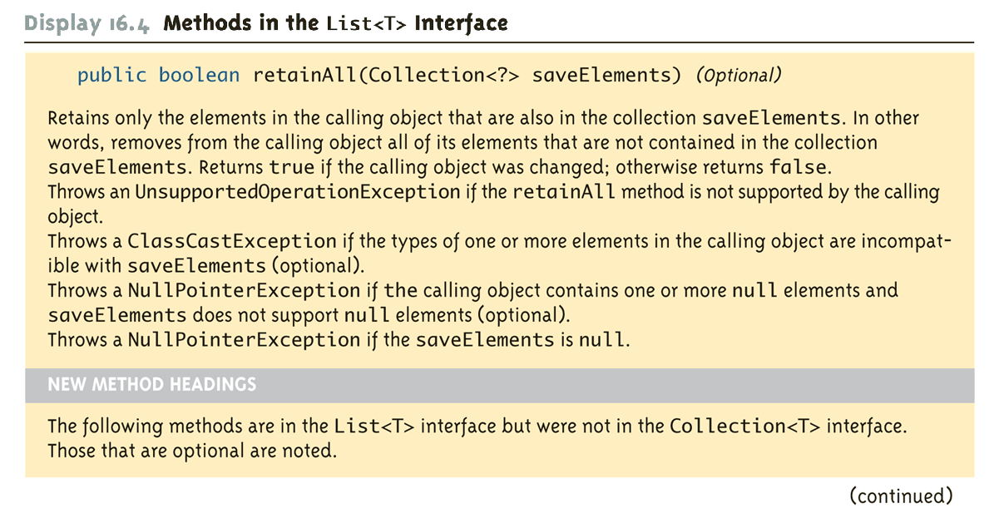 Display 16.4 Methods in the List<T> Interface
public boolean retainAll(Collection<?> saveElements) (Optional)
Retains only the elements in the calling object that are also in the collection saveElements. In other
words, removes from the calling object all of its elements that are not contained in the collection
saveElements. Returns true if the calling object was changed; otherwise returns false.
Throws an UnsupportedOperationException if the retainAll method is not supported by the calling
object.
Throws a ClassCastException if the types of one or more elements in the calling object are incompat-
ible with saveElements (optional).
Throws a NullPointerException if the calling object contains one or more null elements and
saveElements does not support null elements (optional).
Throws a NullPointerException if the saveElements is null.
NEW METHOD HEADINGS
The following methods are in the List<T> interface but were not in the Collection<T> interface.
Those that are optional are noted.
(continued)